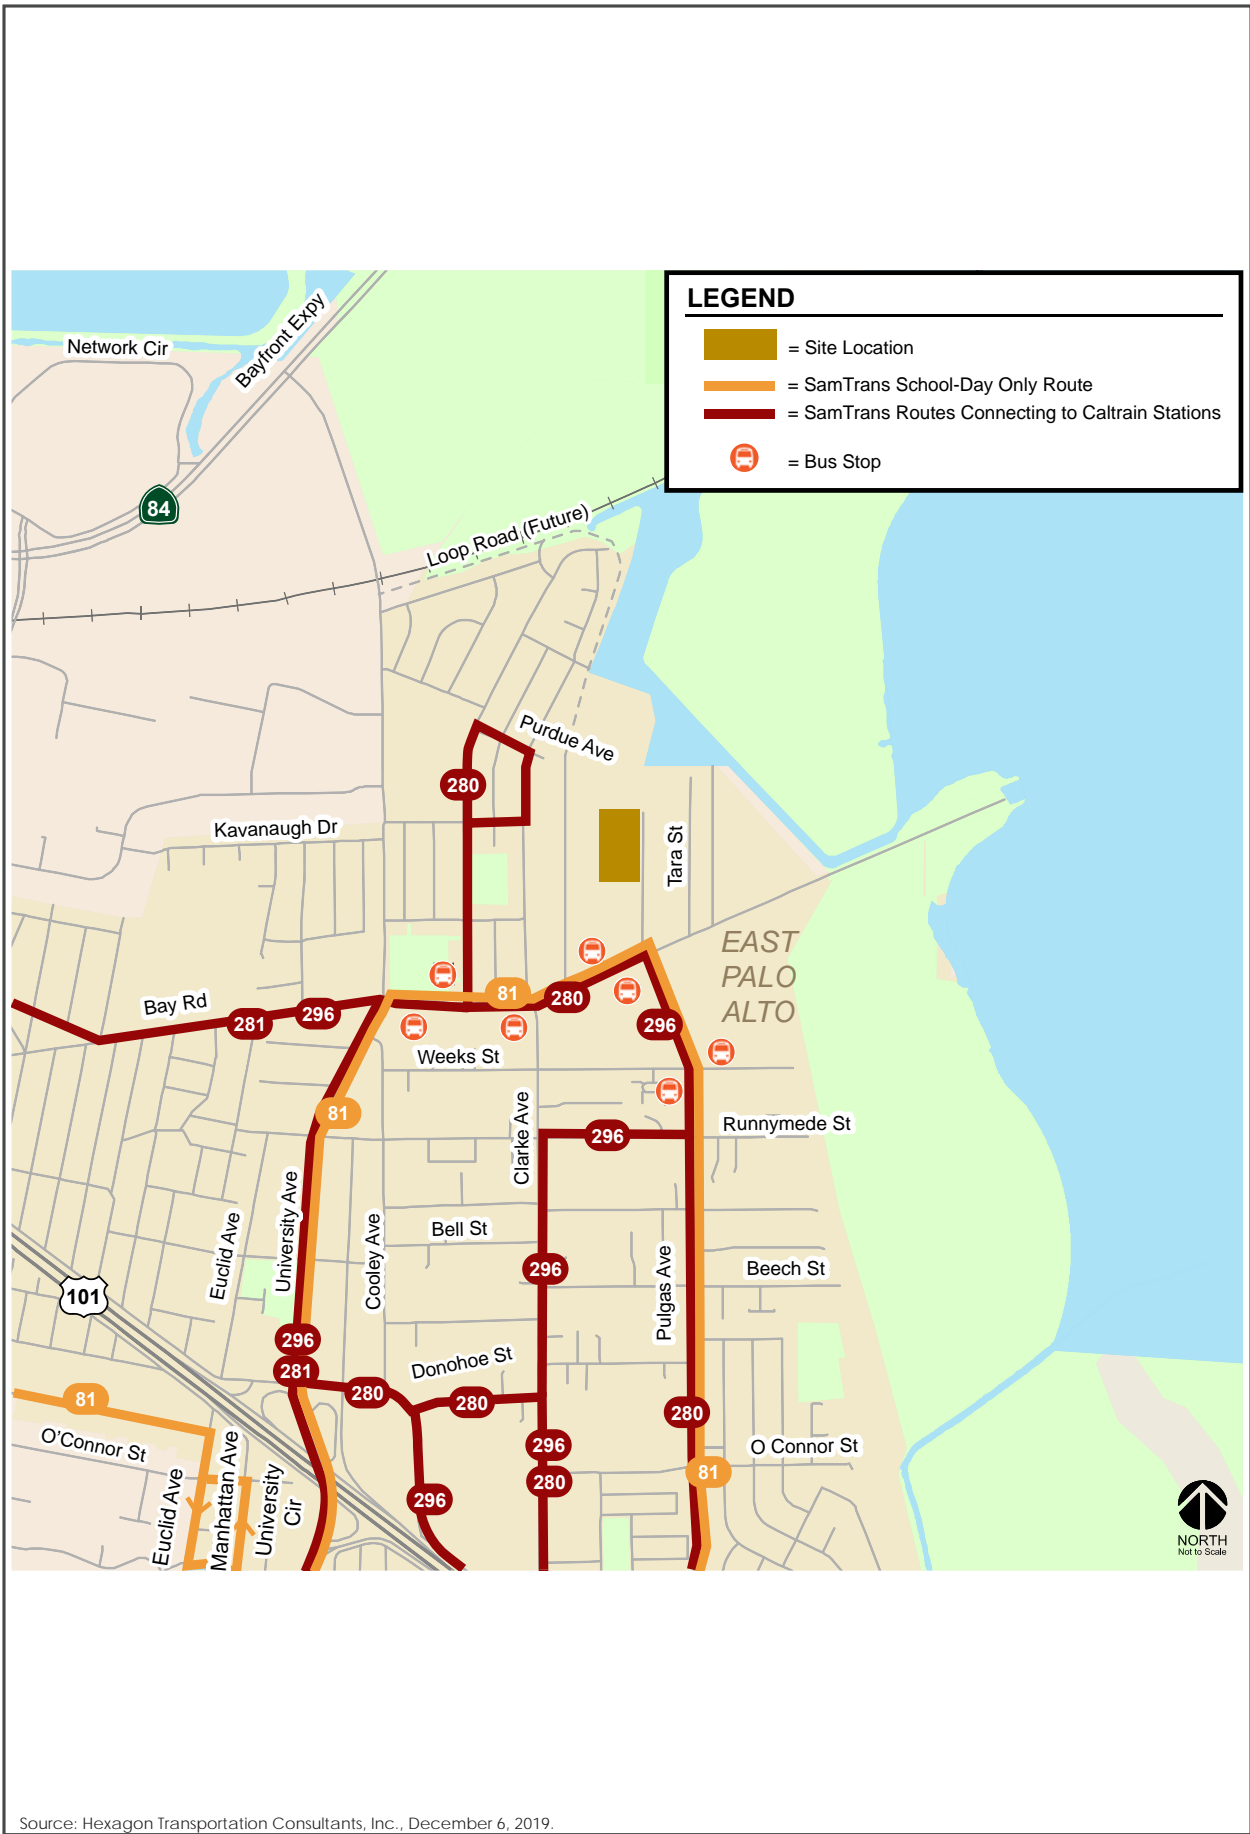 LEGEND
= Site Location
= SamTrans School-Day Only Route
= SamTrans Routes Connecting to Caltrain Stations
= Bus Stop
Network Cir
Bayfront Expy
84
Loop Road (Future)
Purdue Ave
280
Kavanaugh Dr
Tara St
EAST
PALO
ALTO
Bay Rd
281
296
81
280
296
Weeks St
81
Clarke Ave
296
Runnymede St
Euclid Ave
University Ave
Cooley Ave
Bell St
296
Pulgas Ave
Beech St
101
296
281
280
Donohoe St
280
280
81
O'Connor St
296
280
O Connor St
81
296
Euclid Ave
Manhattan Ave
University
Cir
NORTH
Not to Scale
Source: Hexagon Transportation Consultants, Inc., December 6, 2019.